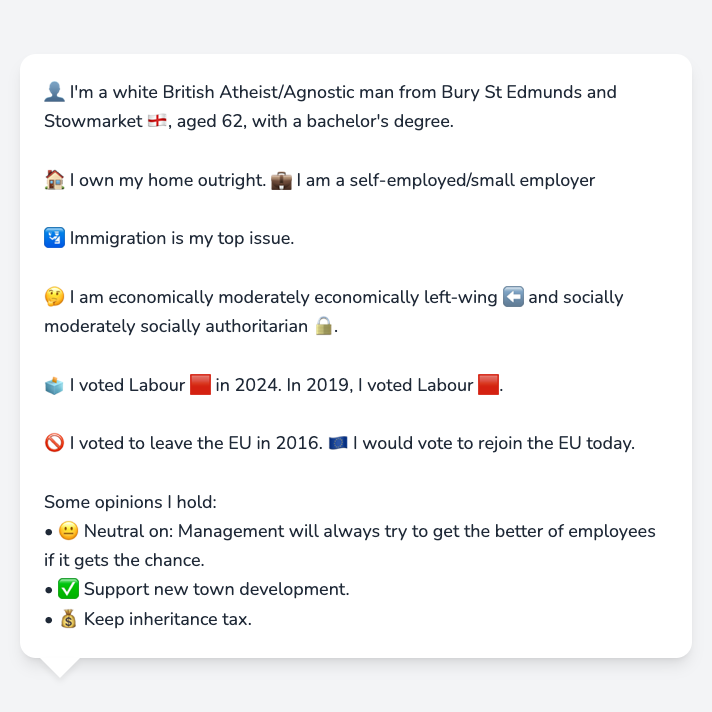 👤 I'm a white British Atheist/Agnostic man from Bury St Edmunds and
Stowmarket 🏴󠁧󠁢󠁥󠁮󠁧󠁿, aged 62, with a bachelor's degree.
🏠 I own my home outright. 💼 I am a self-employed/small employer
🛂 Immigration is my top issue.
🤔 I am economically moderately economically left-wing ⬅️ and socially
moderately socially authoritarian 🔒.
🗳️ I voted Labour 🟥 in 2024. In 2019, I voted Labour 🟥.
🚫 I voted to leave the EU in 2016. 🇪🇺 I would vote to rejoin the EU today.
Some opinions I hold:
• 😐 Neutral on: Management will always try to get the better of employees
if it gets the chance.
• ✅ Support new town development.
• 💰 Keep inheritance tax.